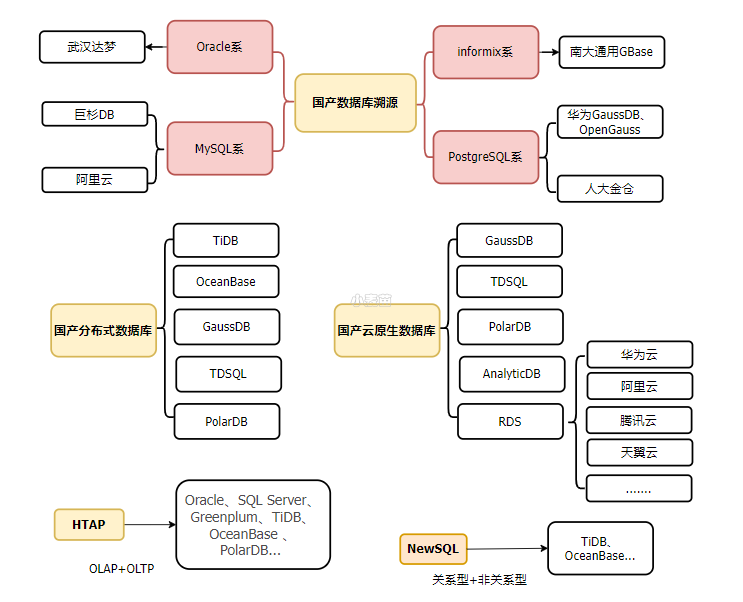 武汉达梦
Oracle系
国产数据库溯源
informix系
南大通用GBase
巨杉DB
阿里云
MySQL系
PostgreSQL系
华为GaussDB、
OpenGauss
人大金仓
国产分布式数据库
TiDB
OceanBase
GaussDB
TDSQL
PolarDB
国产云原生数据库
GaussDB
TDSQL
PolarDB
AnalyticDB
RDS
华为云
阿里云
腾讯云
天翼云
.......
HTAP
Oracle、SQL Server、
Greenplum、TiDB、
OceanBase 、
PolarDB...
OLAP+OLTP
NewSQL
TiDB、
OceanBase...
关系型+非关系型